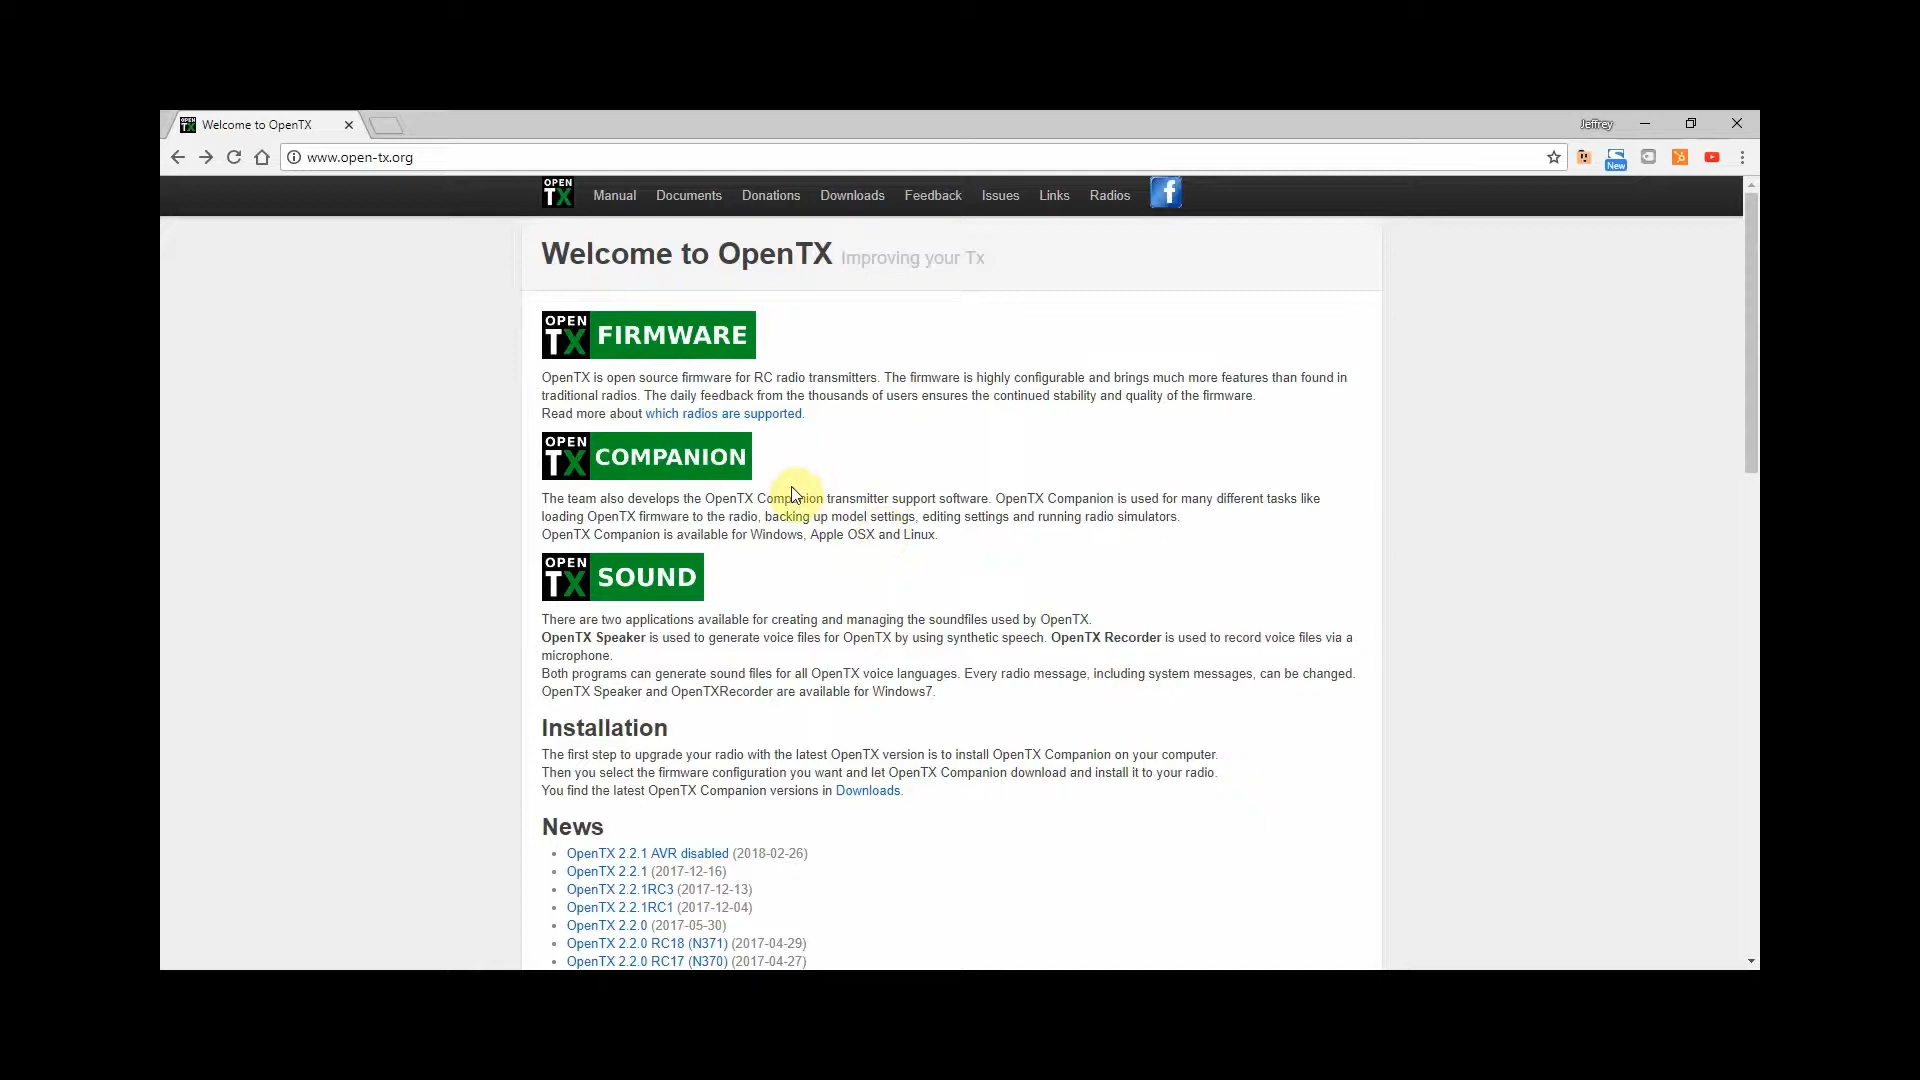 OPEN TX Welcome to OpenTX
Jeffrey
www.open-tx.org
New
OPEN TX Manual Documents Donations Downloads Feedback Issues Links Radios f
Welcome to OpenTX Improving your Tx
OPEN TX FIRMWARE
OpenTX is open source firmware for RC radio transmitters. The firmware is highly configurable and brings much more features than found in
traditional radios. The daily feedback from the thousands of users ensures the continued stability and quality of the firmware.
Read more about which radios are supported.
OPEN TX COMPANION
The team also develops the OpenTX Companion transmitter support software. OpenTX Companion is used for many different tasks like
loading OpenTX firmware to the radio, backing up model settings, editing settings and running radio simulators.
OpenTX Companion is available for Windows, Apple OSX and Linux.
OPEN TX SOUND
There are two applications available for creating and managing the soundfiles used by OpenTX.
OpenTX Speaker is used to generate voice files for OpenTX by using synthetic speech. OpenTX Recorder is used to record voice files via a
microphone.
Both programs can generate sound files for all OpenTX voice languages. Every radio message, including system messages, can be changed.
OpenTX Speaker and OpenTXRecorder are available for Windows7.
Installation
The first step to upgrade your radio with the latest OpenTX version is to install OpenTX Companion on your computer.
Then you select the firmware configuration you want and let OpenTX Companion download and install it to your radio.
You find the latest OpenTX Companion versions in Downloads.
News
OpenTX 2.2.1 AVR disabled (2018-02-26)
OpenTX 2.2.1 (2017-12-16)
OpenTX 2.2.1RC3 (2017-12-13)
OpenTX 2.2.1RC1 (2017-12-04)
OpenTX 2.2.0 (2017-05-30)
OpenTX 2.2.0 RC18 (N371) (2017-04-29)
OpenTX 2.2.0 RC17 (N370) (2017-04-27)